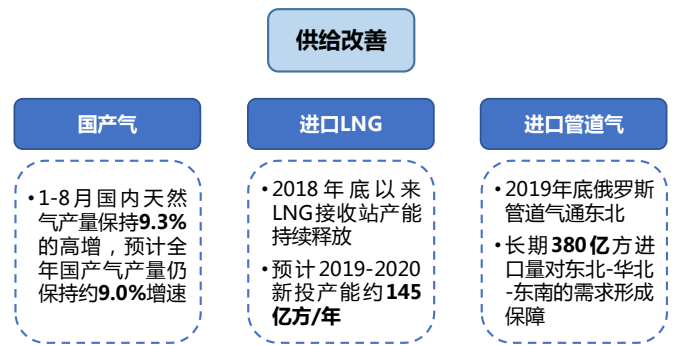 供给改善
国产气
•1-8月国内天然
气产量保持9.3%
的高增，预计全
年国产气产量仍
保持约9.0%增速
进口LNG
•2018年底以来
LNG接收站产能
持续释放
•预计2019-2020
新投产能约145
亿方/年
进口管道气
•2019年底俄罗斯
管道气通东北
•长期380亿方进
口量对东北-华北
-东南的需求形成
保障